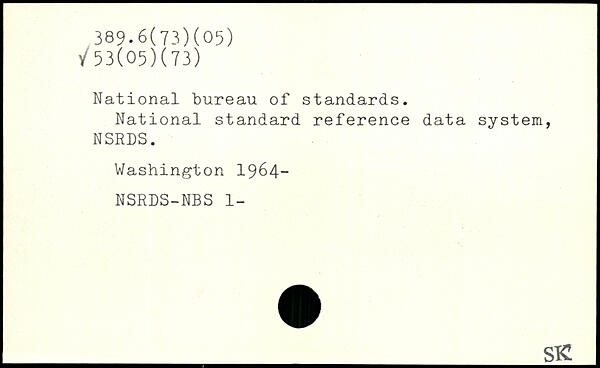 389.6(73)(05)
√53(05)(73)
National bureau of standards.
National standard reference data system,
NSRDS.
Washington 1964-
NSRDS-NBS 1-
SK